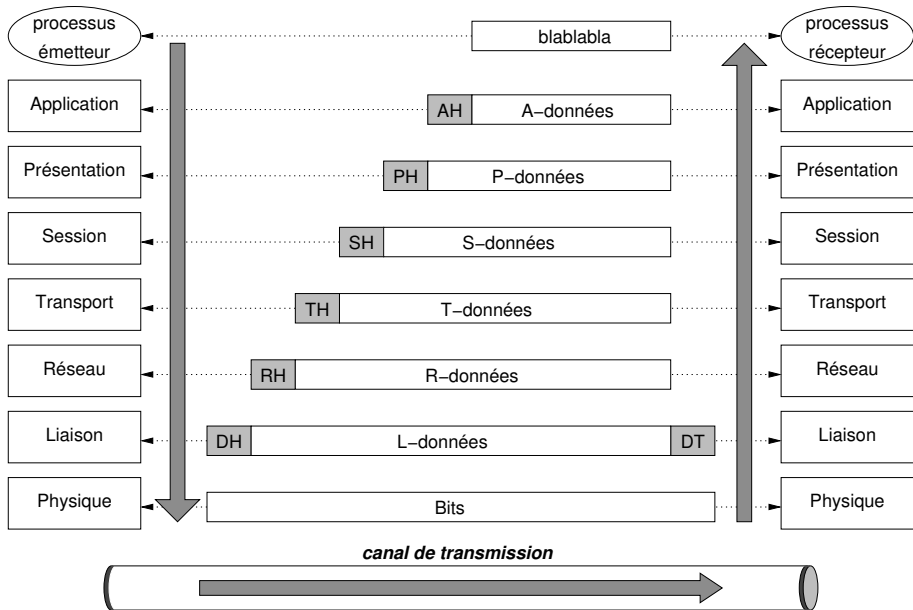 processus
émetteur
blablabla
processus
récepteur
Application
AH
A−données
Application
Présentation
PH
P−données
Présentation
Session
SH
S−données
Session
Transport
TH
T−données
Transport
Réseau
RH
R−données
Réseau
Liaison
DH
L−données
DT
Liaison
Physique
Bits
Physique
canal de transmission